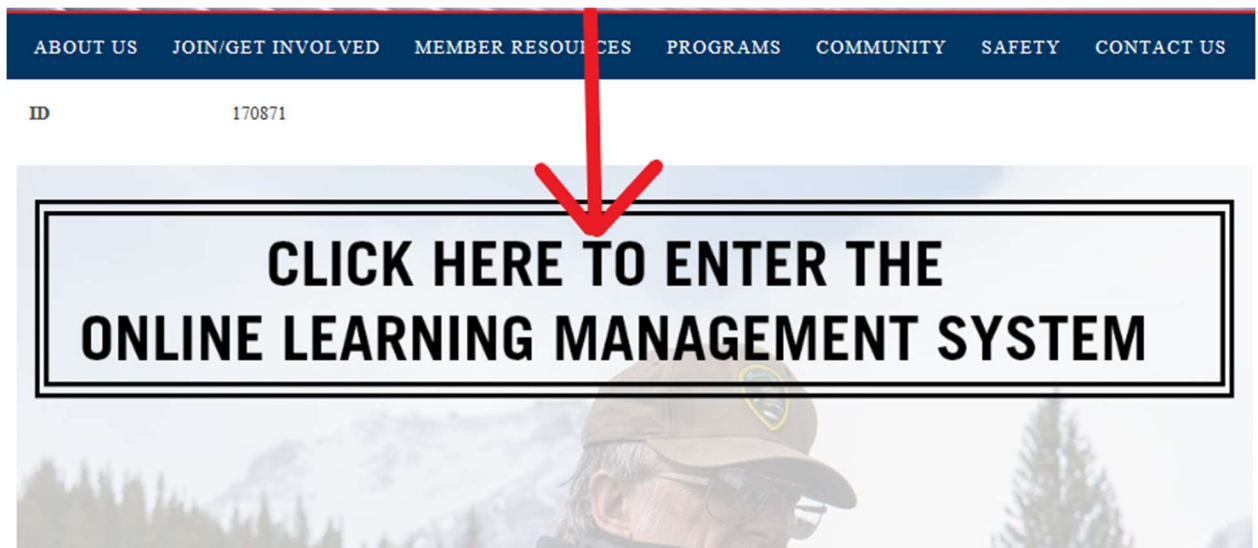 ABOUT US JOIN/GET INVOLVED MEMBER RESOURCES PROGRAMS COMMUNITY SAFETY CONTACT US
ID 170871
CLICK HERE TO ENTER THE
ONLINE LEARNING MANAGEMENT SYSTEM